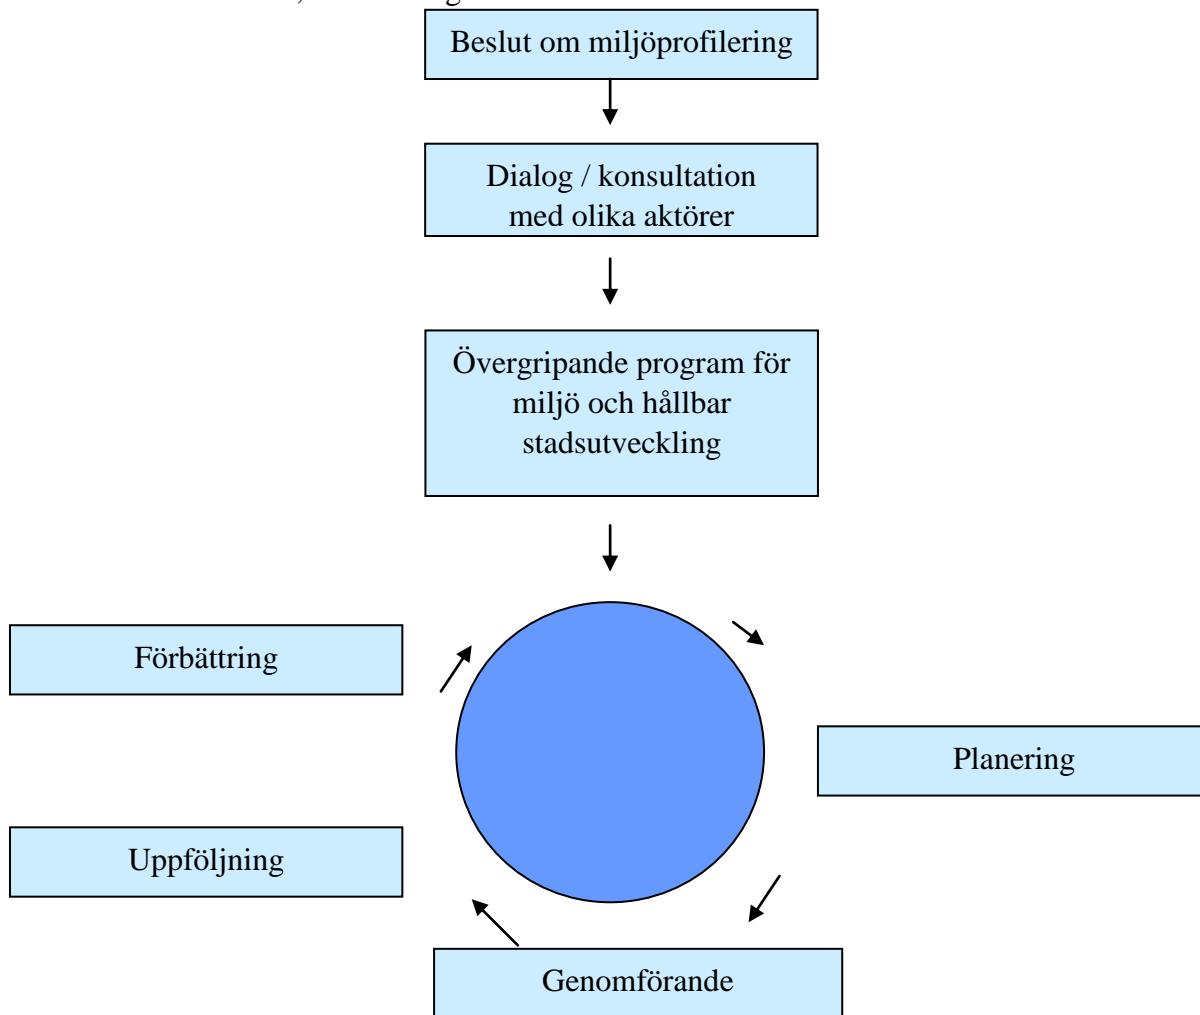 Beslut om miljöprofilering
Dialog / konsultation
med olika aktörer
Övergripande program för
miljö och hållbar
stadsutveckling
Förbättring
Planering
Uppföljning
Genomförande